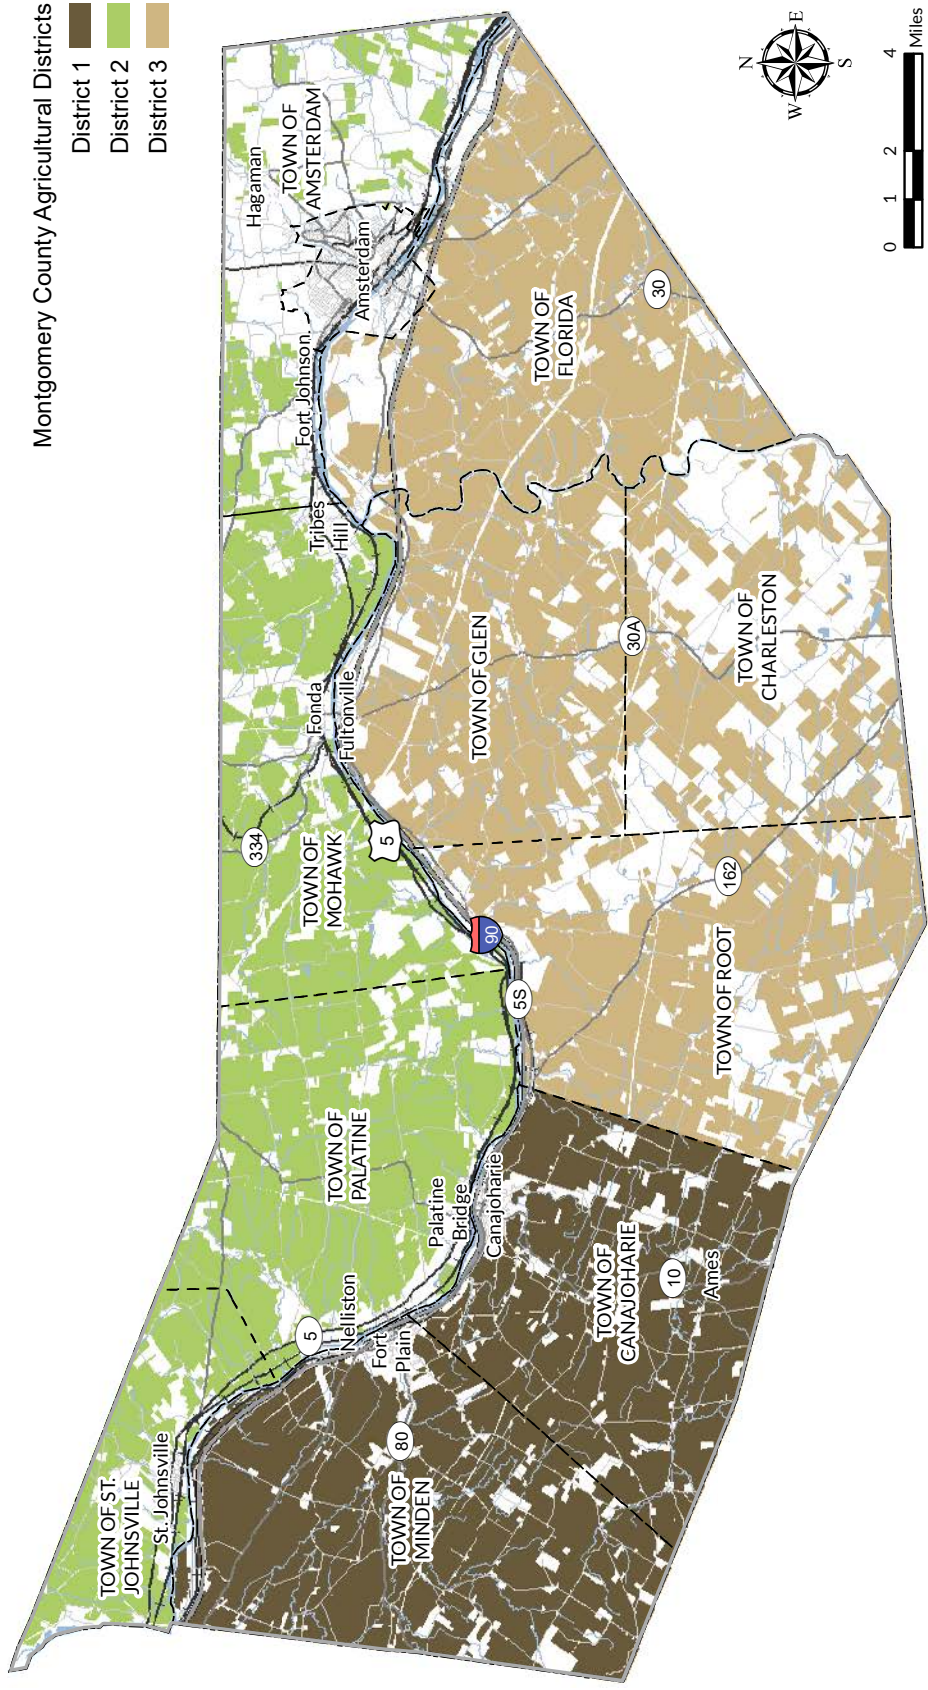 Montgomery County Agricultural Districts
District 1
District 2
District 3
TOWN OF ST.
JOHNSVILLE
St. Johnsville
5
Nelliston
Fort
Plain
80
TOWN OF
MINDEN
TOWN OF
PALATINE
Palatine
Bridge
Canajoharie
TOWN OF
CANAJOHARIE
10
Ames
334
TOWN OF
MOHAWK
5
90
5S
Fonda
Fultonville
TOWN OF ROOT
162
TOWN OF GLEN
30A
TOWN OF
CHARLESTON
Tribes
Hill
Fort Johnson
Hagaman
TOWN OF
AMSTERDAM
Amsterdam
TOWN OF
FLORIDA
30
N
W
E
S
0
1
2
4
Miles